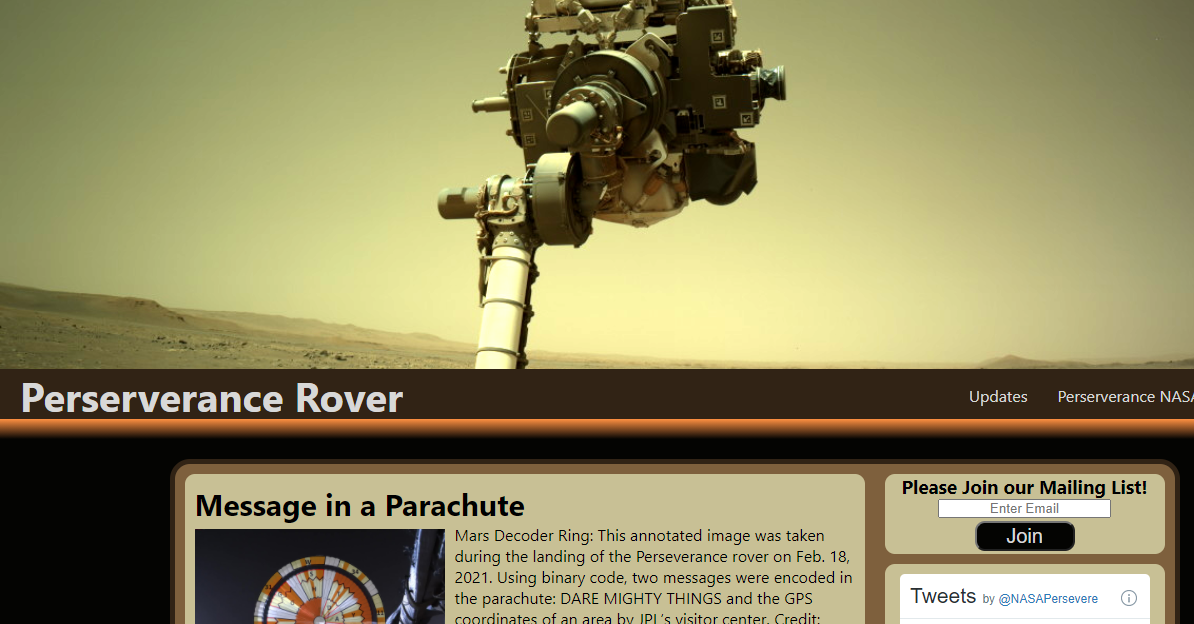 Perserverance Rover
Updates
Perserverance NASA
Message in a Parachute
Mars Decoder Ring: This annotated image was taken
during the landing of the Perseverance rover on Feb. 18,
2021. Using binary code, two messages were encoded in
the parachute: DARE MIGHTY THINGS and the GPS
coordinates of an area by JPL's visitor center. Credit:
Please Join our Mailing List!
Enter Email
Join
Tweets by @NASAPersevere